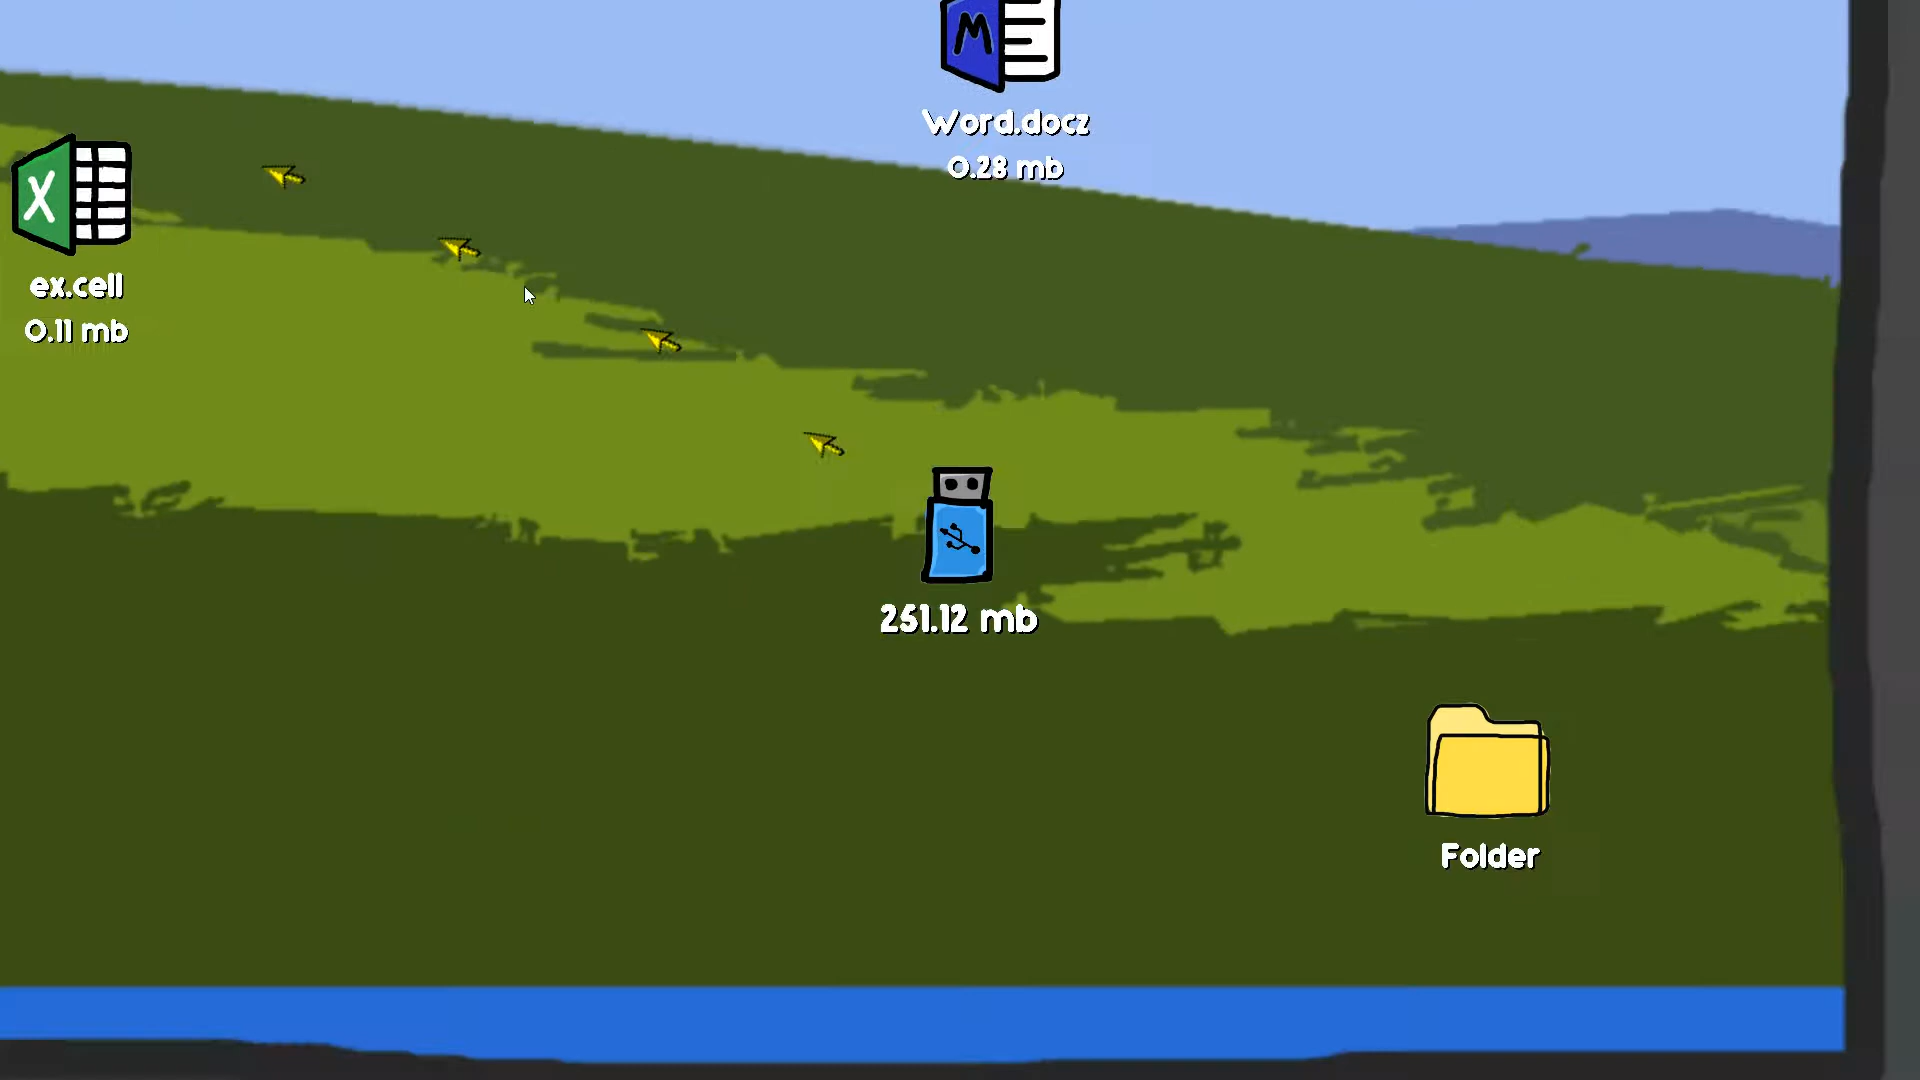 M
Word.docz
0.28 mb
X
ex.cell
0.11 mb
251.12 mb
Folder